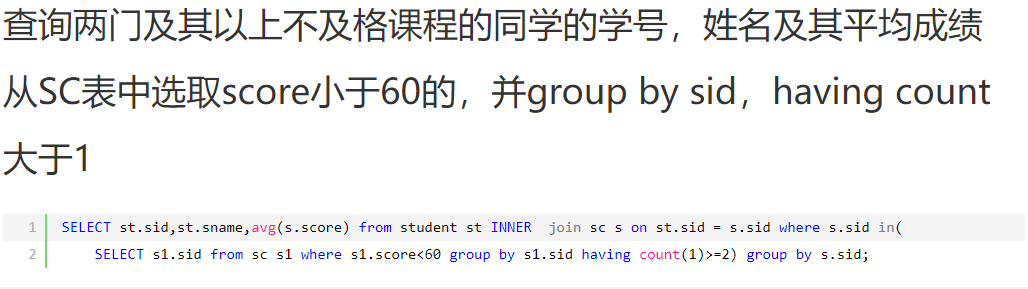 查询两门及其以上不及格课程的同学的学号，姓名及其平均成绩
从SC表中选取score小于60的，并group by sid，having count
大于1
1 SELECT st.sid,st.sname,avg(s.score) from student st INNER  join sc s on st.sid = s.sid where s.sid in(
2     SELECT s1.sid from sc s1 where s1.score<60 group by s1.sid having count(1)>=2) group by s.sid;